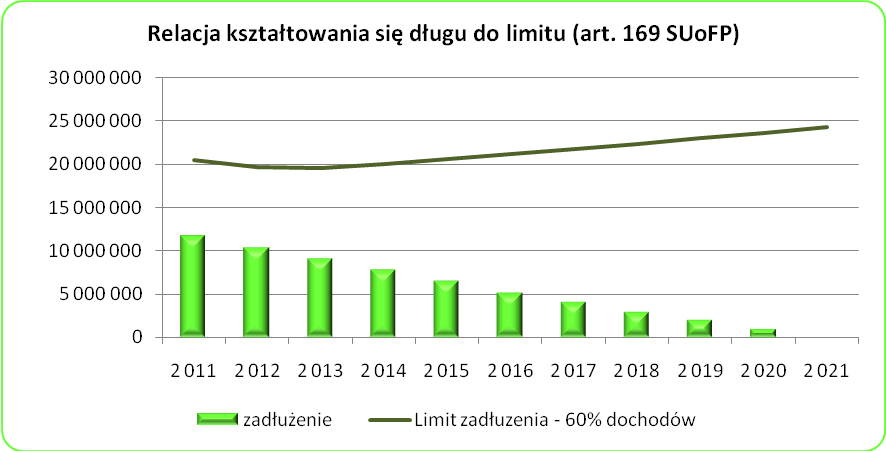 Relacja kształtowania się długu do limitu (art. 169 SUoFP)
30 000 000
25 000 000
20 000 000
15 000 000
10 000 000
5 000 000
0
2 011 2 012 2 013 2 014 2 015 2 016 2 017 2 018 2 019 2 020 2 021
zadłużenie Limit zadłuzenia - 60% dochodów